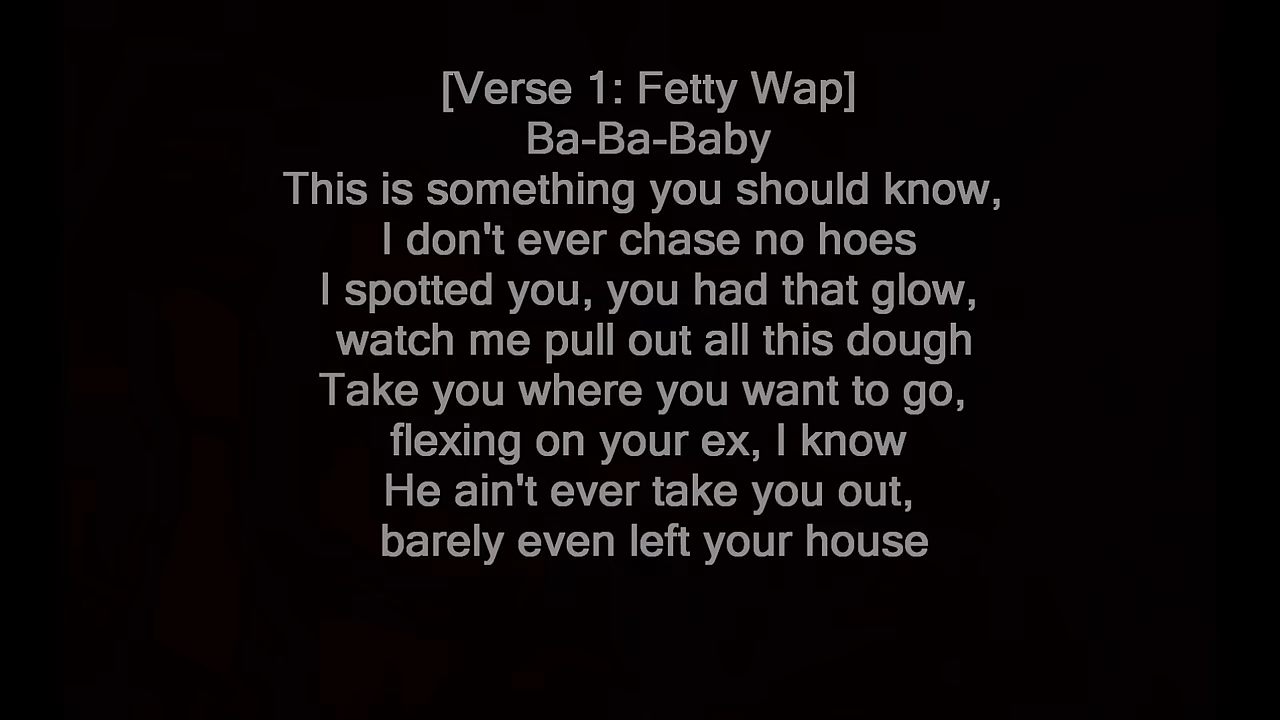 [Verse 1: Fetty Wap]
Ba-Ba-Baby
This is something you should know,
I don't ever chase no hoes
I spotted you, you had that glow,
watch me pull out all this dough
Take you where you want to go,
flexing on your ex, I know
He ain't ever take you out,
barely even left your house